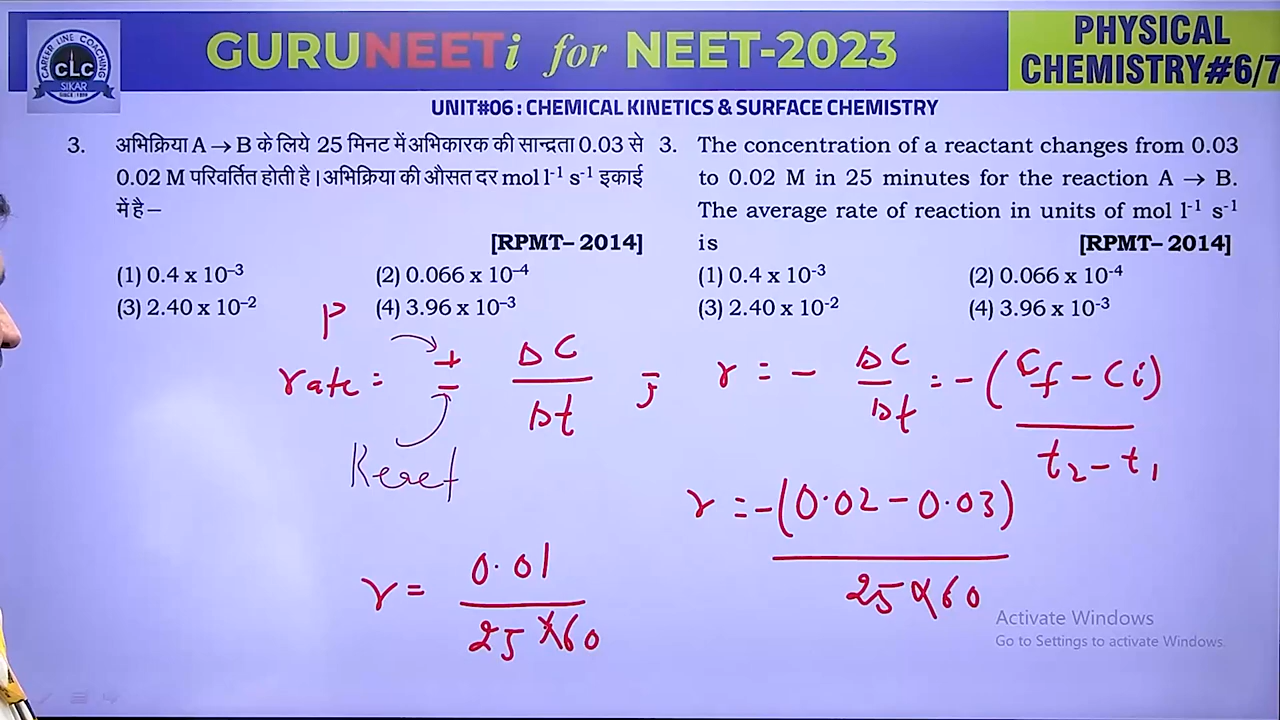 CAREER LINE COACHING
CLC
SIKAR
SINCE : 1996
GURUNEETi for NEET-2023
PHYSICAL
CHEMISTRY#6/7
UNIT#06 : CHEMICAL KINETICS & SURFACE CHEMISTRY
3. अभिक्रिया A → B के लिये 25 मिनट में अभिकारक की सान्द्रता 0.03 से
0.02 M परिवर्तित होती है। अभिक्रिया की औसत दर mol l⁻¹ s⁻¹ इकाई
में है –
[RPMT– 2014]
(1) 0.4 x 10⁻³ (2) 0.066 x 10⁻⁴
(3) 2.40 x 10⁻² (4) 3.96 x 10⁻³
3. The concentration of a reactant changes from 0.03
to 0.02 M in 25 minutes for the reaction A → B.
The average rate of reaction in units of mol l⁻¹ s⁻¹
is [RPMT– 2014]
(1) 0.4 x 10⁻³ (2) 0.066 x 10⁻⁴
(3) 2.40 x 10⁻² (4) 3.96 x 10⁻³
P
rate = ± ΔC/Δt ; r = - ΔC/Δt = -(Cf - Ci)/(t₂ - t₁)
r = -(0.02 - 0.03)/(25×60)
r = 0.01/(25×60)
Activate Windows
Go to Settings to activate Windows.